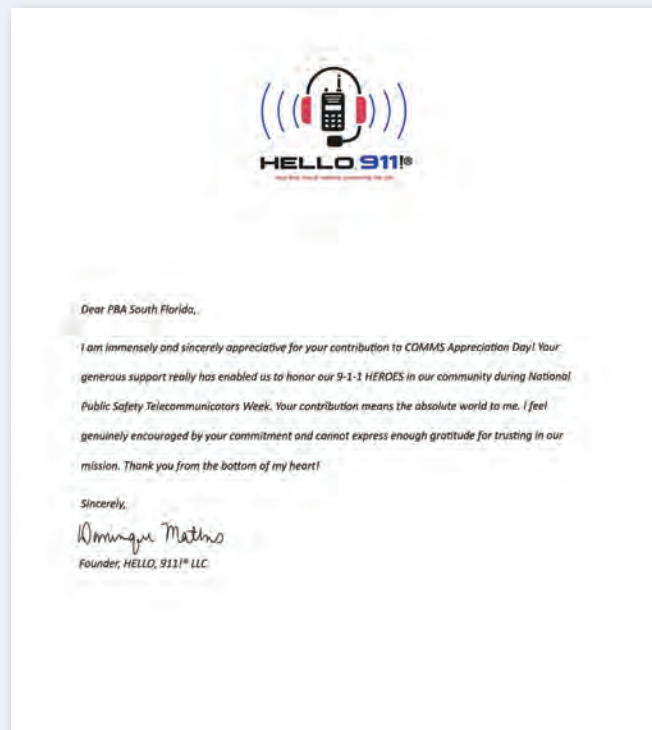 HELLO 911!®
Dear PBA South Florida,
I am immensely and sincerely appreciative for your contribution to COMMS Appreciation Day! Your
generous support really has enabled us to honor our 9-1-1 HEROES in our community during National
Public Safety Telecommunicators Week. Your contribution means the absolute world to me. I feel
genuinely encouraged by your commitment and cannot express enough gratitude for trusting in our
mission. Thank you from the bottom of my heart!
Sincerely,
Dominique Mathis
Founder, HELLO, 911!® LLC